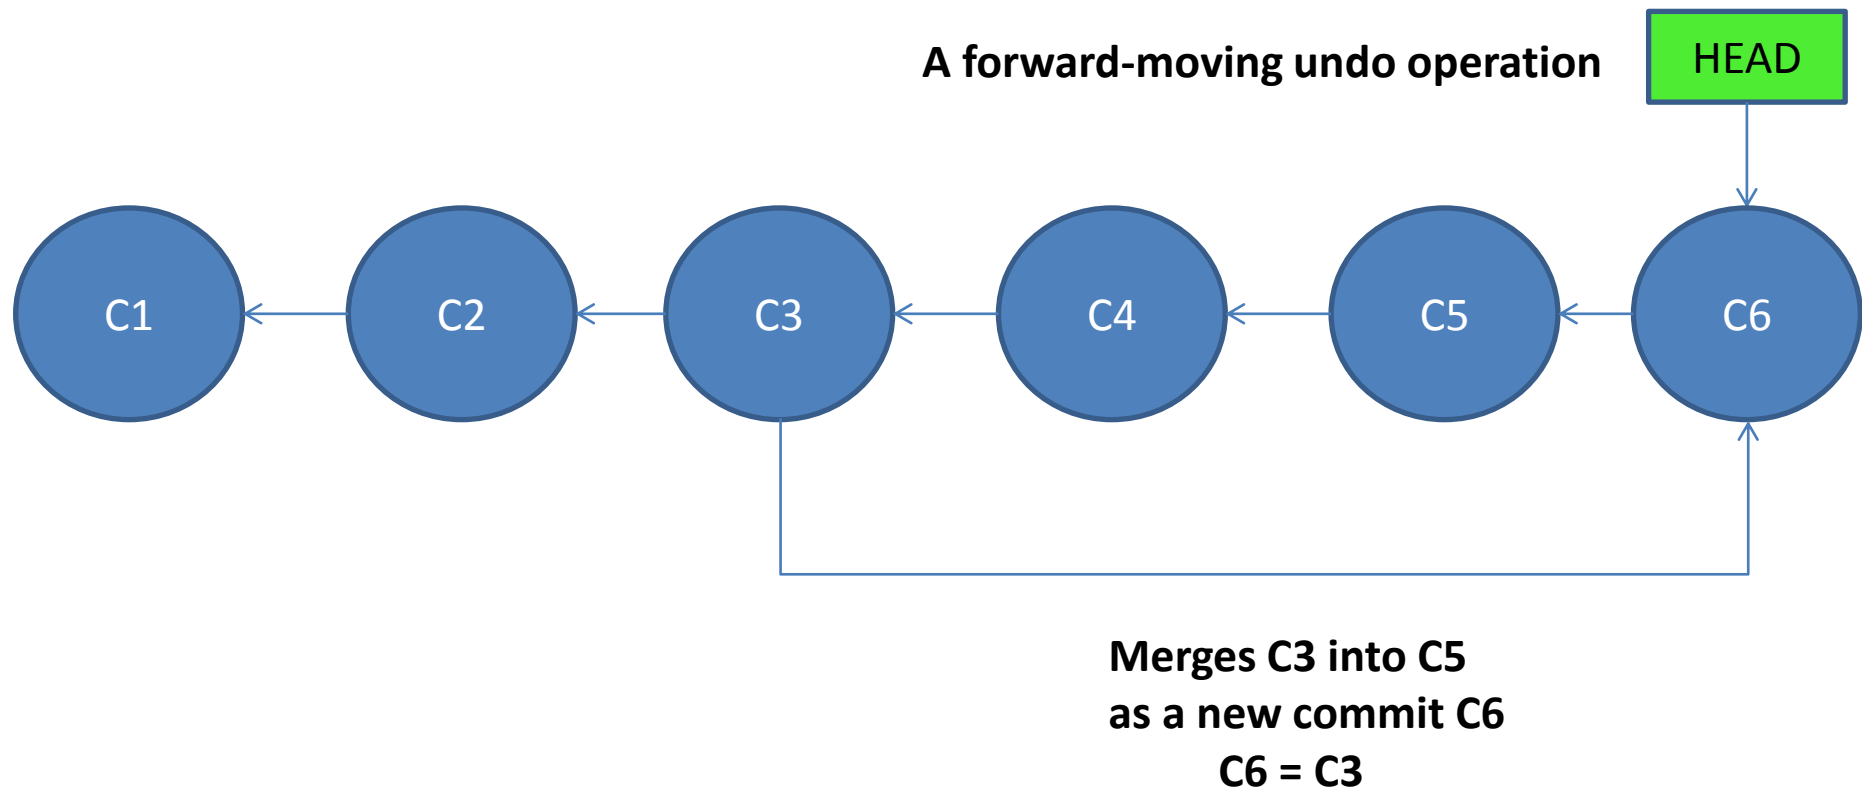 A forward-moving undo operation
HEAD
C1
C2
C3
C4
C5
C6
Merges C3 into C5
as a new commit C6
C6 = C3